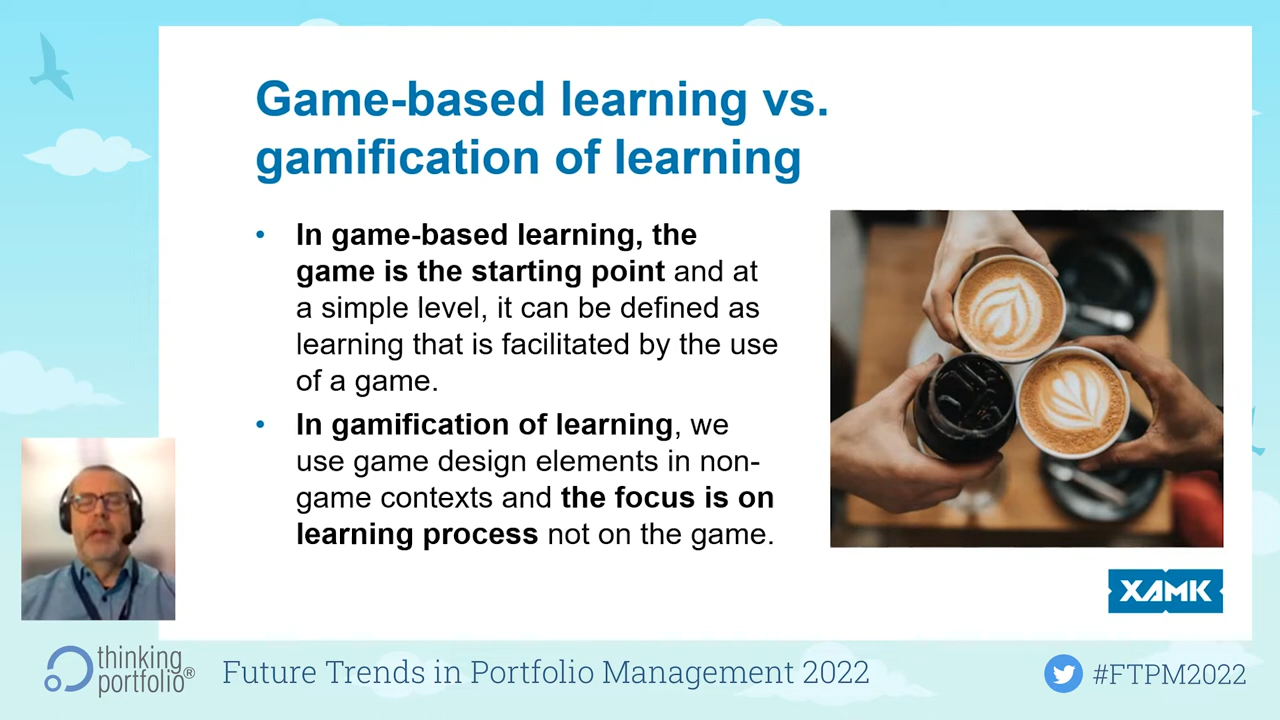 Game-based learning vs.
gamification of learning
• In game-based learning, the
game is the starting point and at
a simple level, it can be defined as
learning that is facilitated by the use
of a game.
• In gamification of learning, we
use game design elements in non-
game contexts and the focus is on
learning process not on the game.
XAMK
thinking
portfolio®
Future Trends in Portfolio Management 2022
#FTPM2022